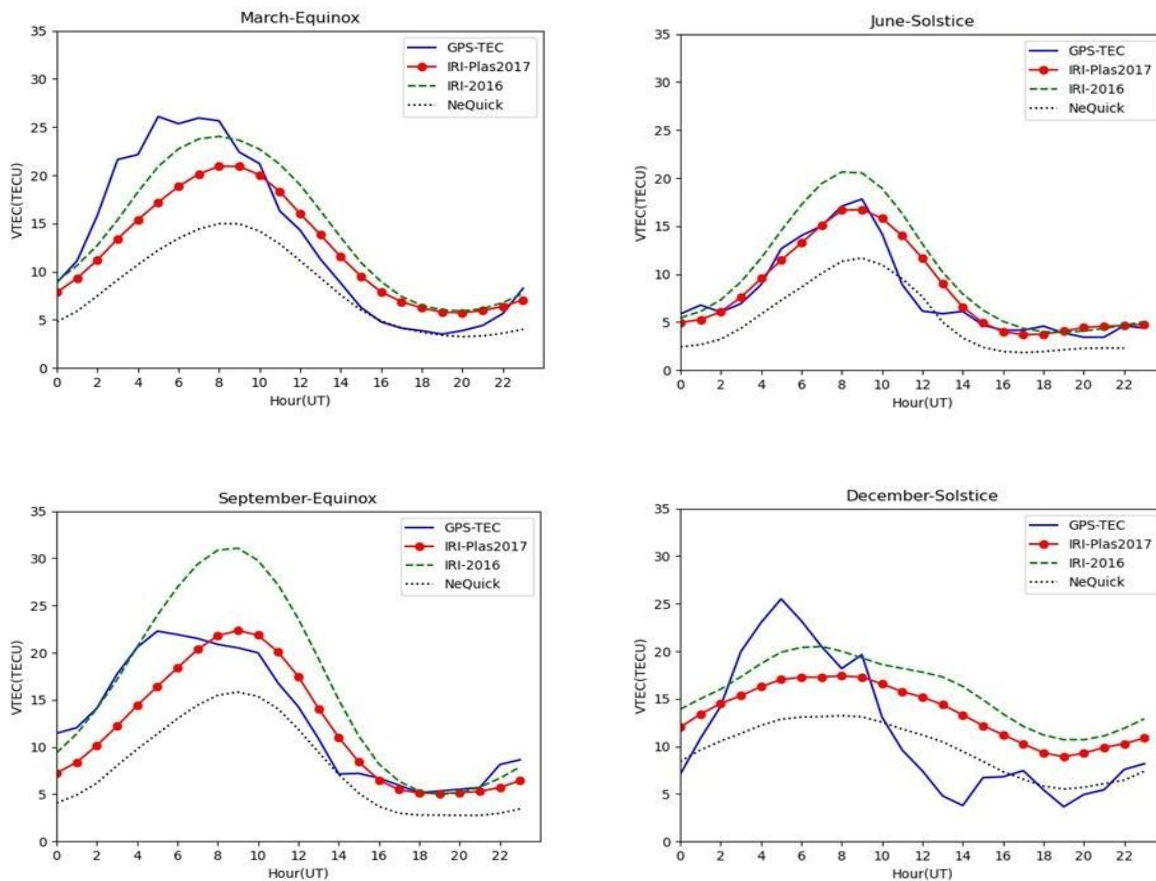 March-Equinox
35
30
25
20
15
10
5
0
VTEC(TECU)
GPS-TEC
IRI-Plas2017
IRI-2016
NeQuick
0 2 4 6 8 10 12 14 16 18 20 22
Hour(UT)
June-Solstice
35
30
25
20
15
10
5
0
VTEC(TECU)
GPS-TEC
IRI-Plas2017
IRI-2016
NeQuick
0 2 4 6 8 10 12 14 16 18 20 22
Hour(UT)
September-Equinox
35
30
25
20
15
10
5
0
VTEC(TECU)
GPS-TEC
IRI-Plas2017
IRI-2016
NeQuick
0 2 4 6 8 10 12 14 16 18 20 22
Hour(UT)
December-Solstice
35
30
25
20
15
10
5
0
VTEC(TECU)
GPS-TEC
IRI-Plas2017
IRI-2016
NeQuick
0 2 4 6 8 10 12 14 16 18 20 22
Hour(UT)